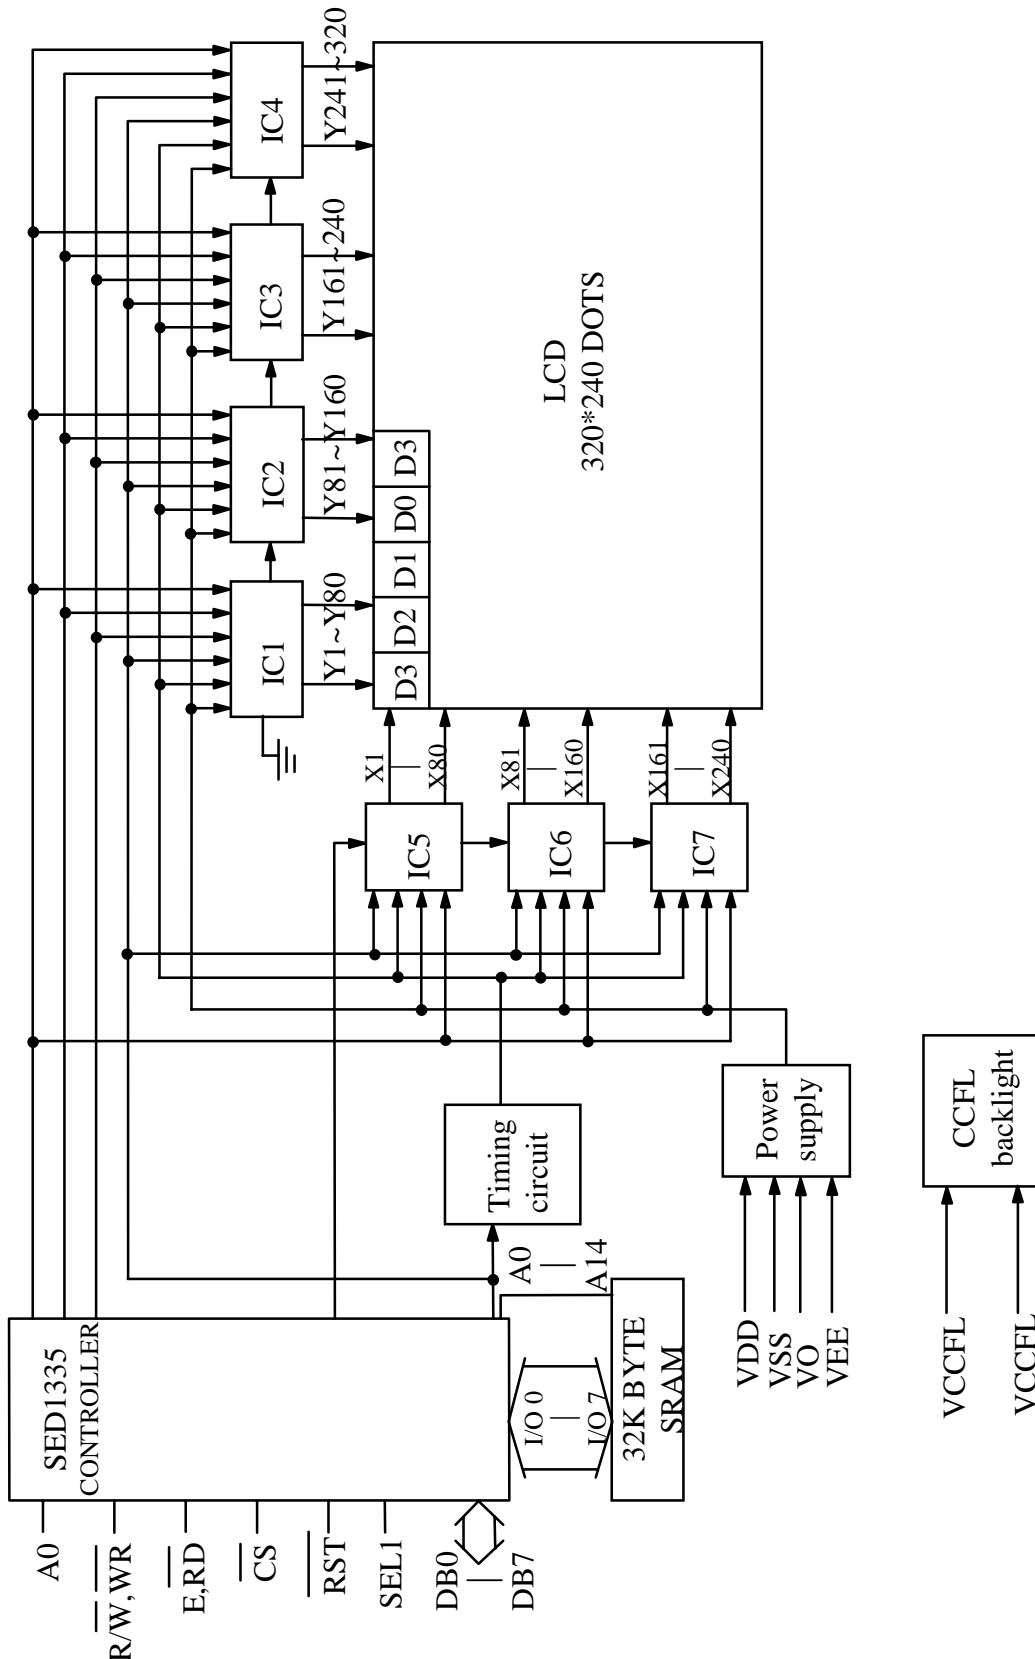 A0
R/W,WR
E,RD
CS
RST
SEL1
DB0
DB7
SED1335
CONTROLLER
I/O 0
I/O 7
32K BYTE
SRAM
A0
A14
Timing
circuit
VDD
VSS
VO
VEE
Power
supply
VCCFL
VCCFL
CCFL
backlight
IC1
IC2
IC3
IC4
Y1~Y80
Y81~Y160
Y161~240
Y241~320
IC5
IC6
IC7
X1
X80
X81
X160
X161
X240
D3
D2
D1
D0
D3
LCD
320*240 DOTS